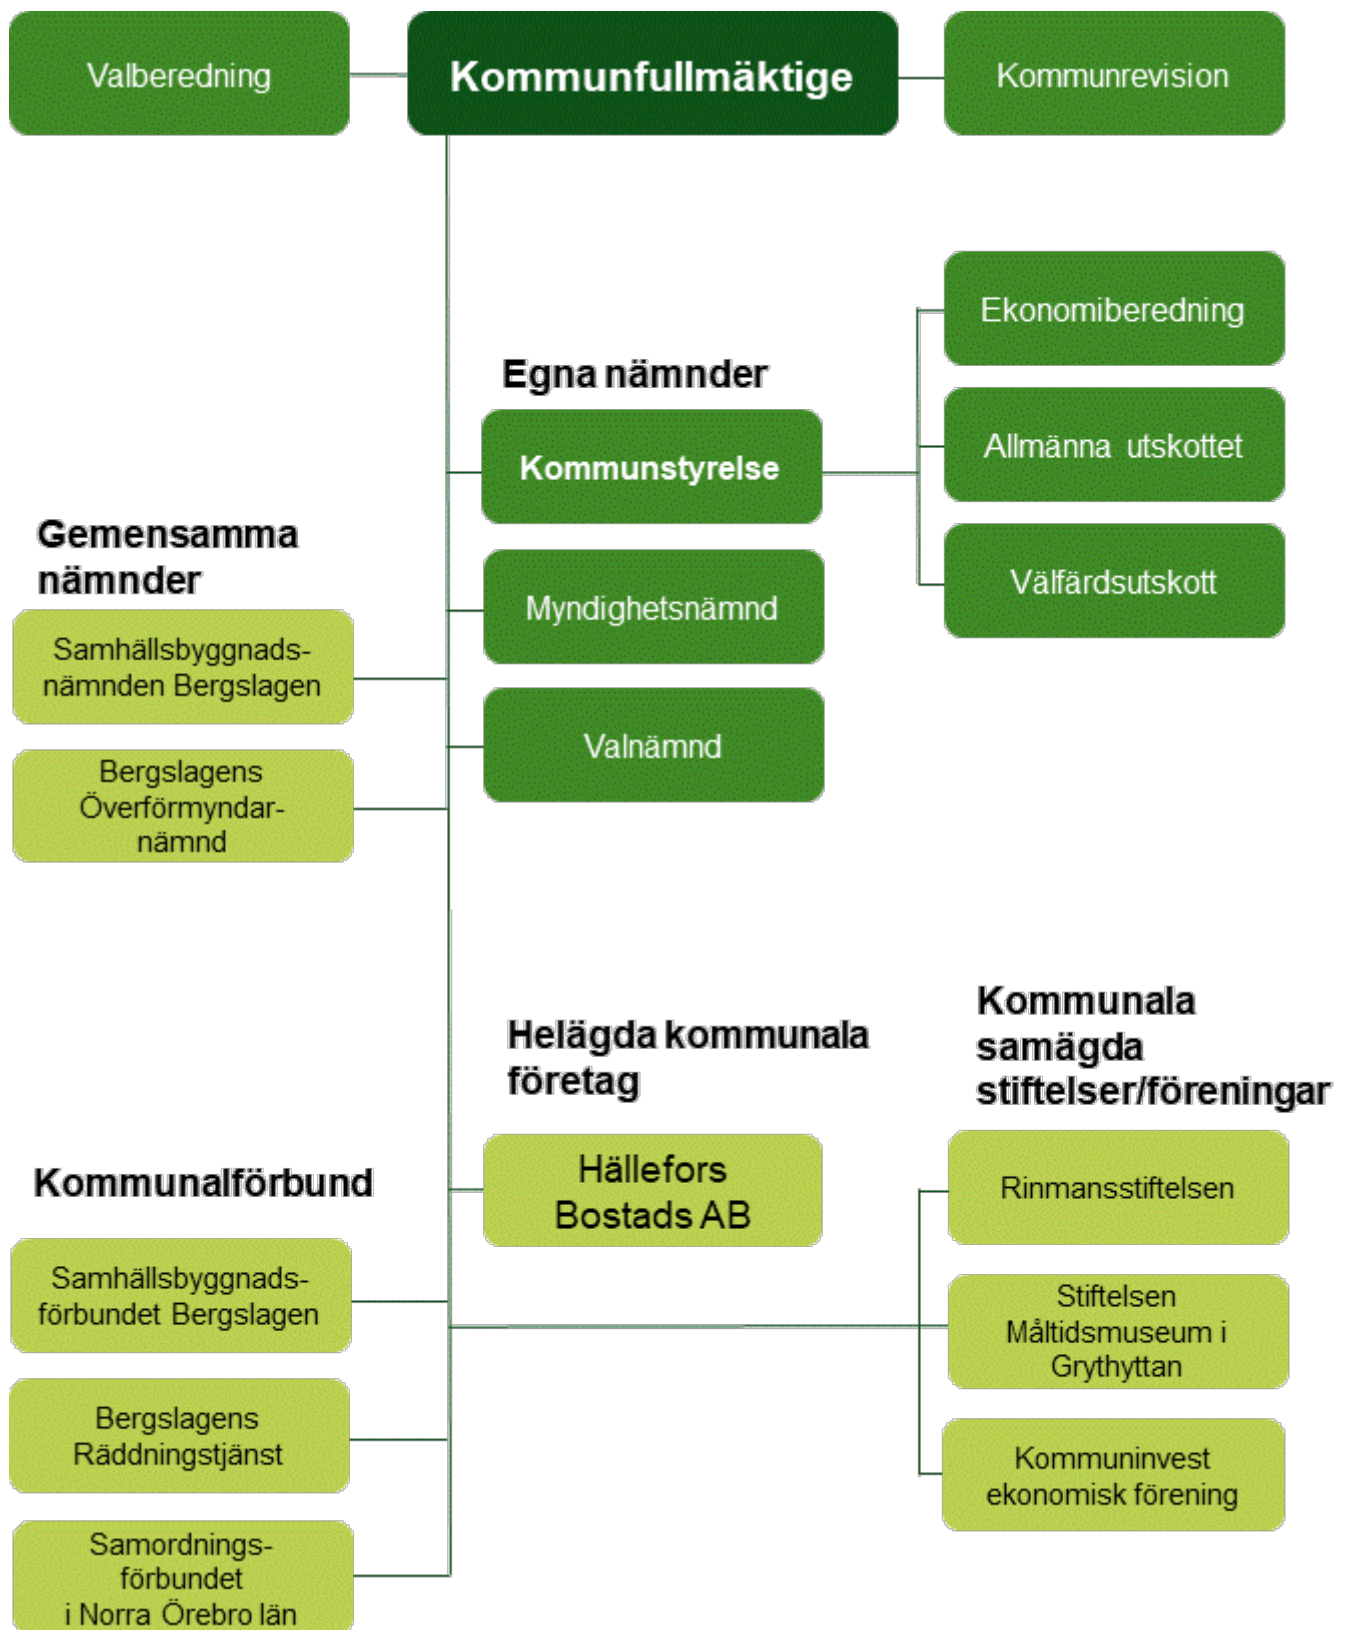 Valberedning
Kommunfullmäktige
Kommunrevision
Ekonomiberedning
Allmänna utskottet
Välfärdsutskott
Egna nämnder
Kommunstyrelse
Myndighetsnämnd
Valnämnd
Gemensamma
nämnder
Samhällsbyggnads-
nämnden Bergslagen
Bergslagens
Överförmyndar-
nämnd
Helägda kommunala
företag
Hällefors
Bostads AB
Kommunala
samägda
stiftelser/föreningar
Rinmansstiftelsen
Stiftelsen
Måltidsmuseum i
Grythyttan
Kommuninvest
ekonomisk förening
Kommunalförbund
Samhällsbyggnads-
förbundet Bergslagen
Bergslagens
Räddningstjänst
Samordnings-
förbundet
i Norra Örebro län